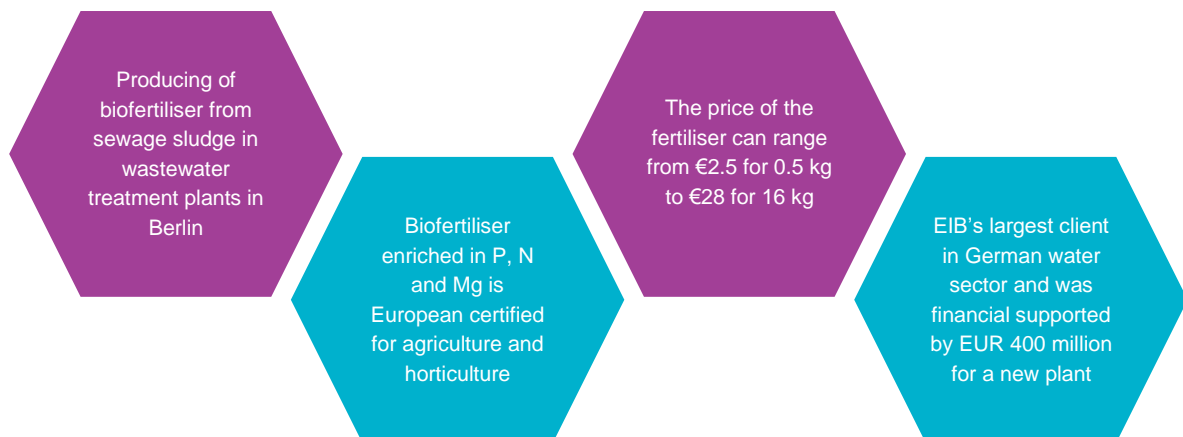 Producing of
biofertiliser from
sewage sludge in
wastewater
treatment plants in
Berlin
Biofertiliser
enriched in P, N
and Mg is
European certified
for agriculture and
horticulture
The price of the
fertiliser can range
from €2.5 for 0.5 kg
to €28 for 16 kg
EIB's largest client
in German water
sector and was
financial supported
by EUR 400 million
for a new plant